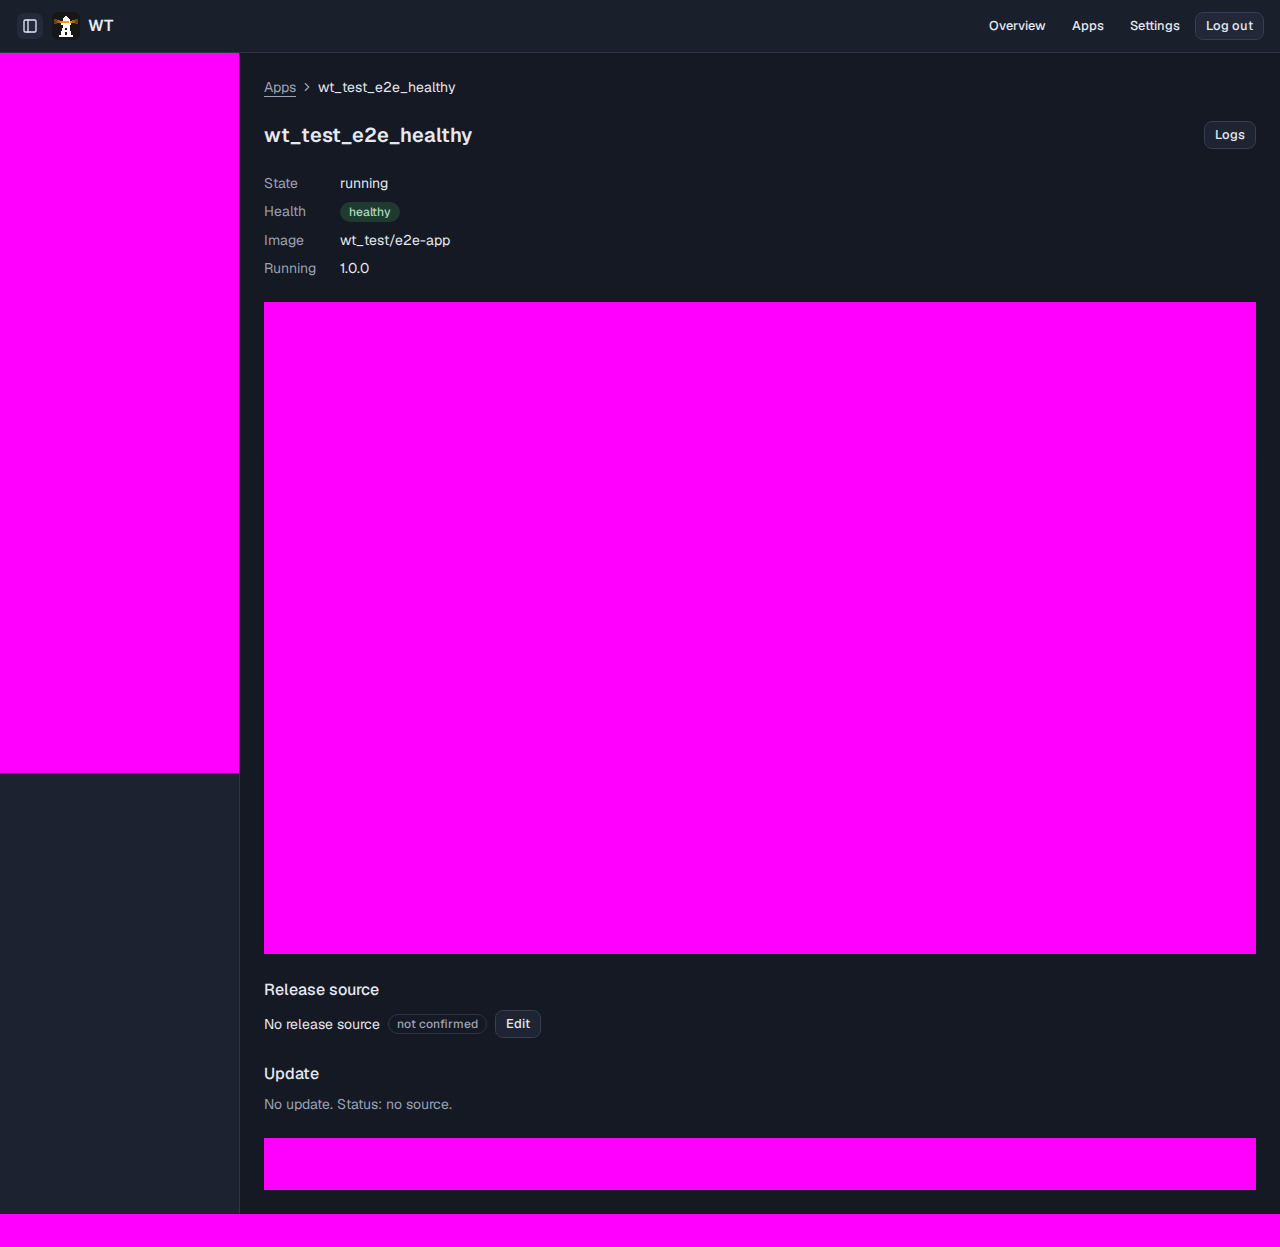 WT
Overview Apps Settings Log out
Apps > wt_test_e2e_healthy
wt_test_e2e_healthy
Logs
State running
Health healthy
Image wt_test/e2e-app
Running 1.0.0
Release source
No release source not confirmed Edit
Update
No update. Status: no source.